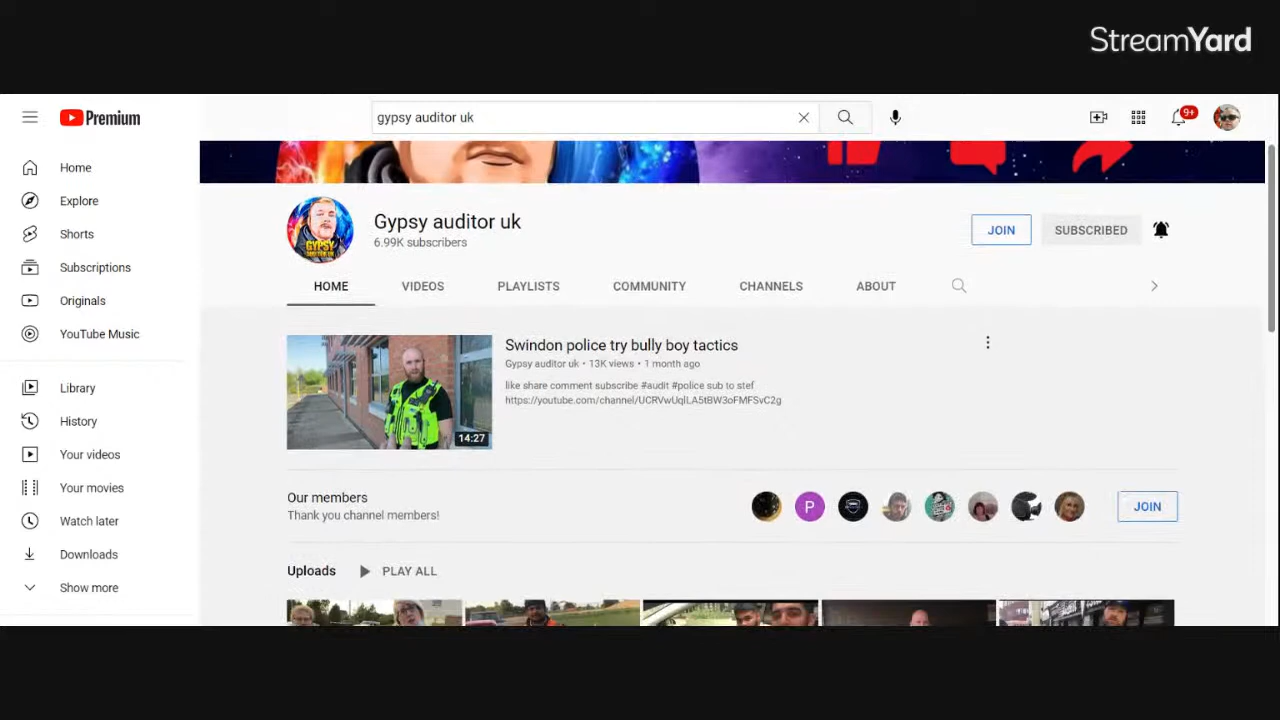 StreamYard
Premium
gypsy auditor uk
9+
Home
Explore
Shorts
Subscriptions
Originals
YouTube Music
Library
History
Your videos
Your movies
Watch later
Downloads
Show more
GYPSY
AUDITOR UK
Gypsy auditor uk
6.99K subscribers
JOIN
SUBSCRIBED
HOME VIDEOS PLAYLISTS COMMUNITY CHANNELS ABOUT
14:27
Swindon police try bully boy tactics
Gypsy auditor uk • 13K views • 1 month ago
like share comment subscribe #audit #police sub to stef
https://youtube.com/channel/UCRVwUqlLA5tBW3oFMFSvC2g
Our members
Thank you channel members!
P
JOIN
Uploads PLAY ALL